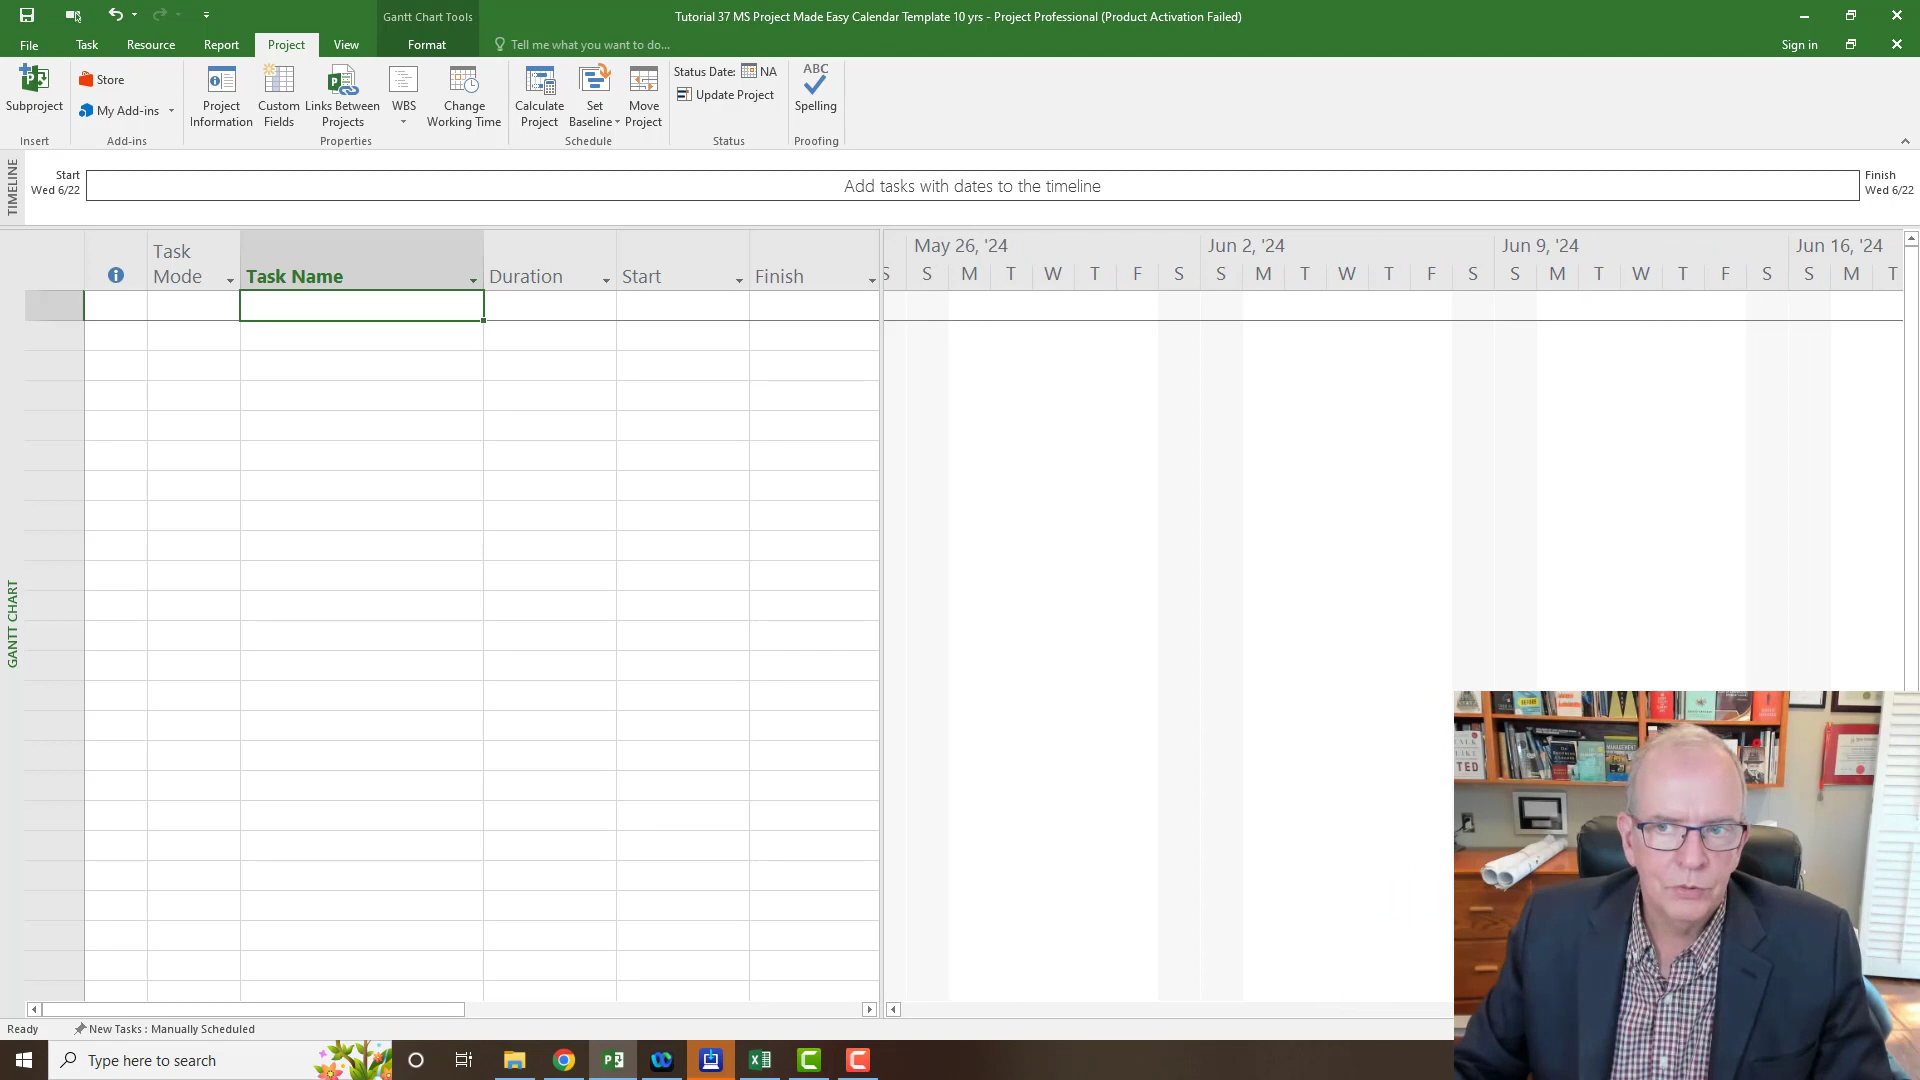 Gantt Chart Tools
Tutorial 37 MS Project Made Easy Calendar Template 10 yrs - Project Professional (Product Activation Failed)
File Task Resource Report Project View Format Tell me what you want to do... Sign in
Subproject
Insert
Store
My Add-ins
Add-ins
Project Information
Custom Fields
Links Between Projects
WBS
Change Working Time
Properties
Calculate Project
Set Baseline
Move Project
Schedule
Status Date: NA
Update Project
Status
ABC
Spelling
Proofing
TIMELINE
Start
Wed 6/22
Add tasks with dates to the timeline
Finish
Wed 6/22
Task Mode
Task Name
Duration
Start
Finish
May 26, '24 Jun 2, '24 Jun 9, '24 Jun 16, '24
S S M T W T F S S M T W T F S S M T W T F S S M T
GANTT CHART
Ready New Tasks : Manually Scheduled
Type here to search